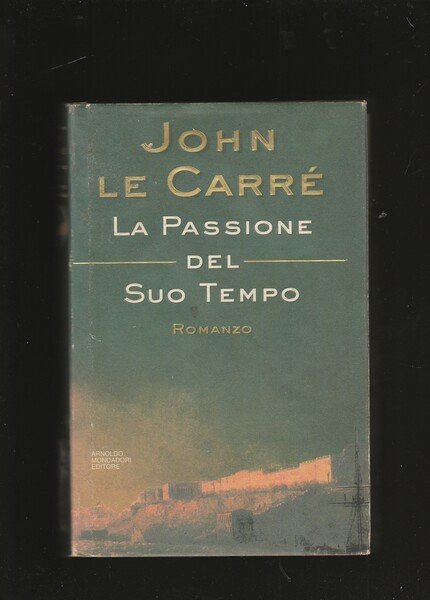 JOHN
LE CARRÉ
LA PASSIONE
DEL
SUO TEMPO
ROMANZO
ARNOLDO
MONDADORI
EDITORE